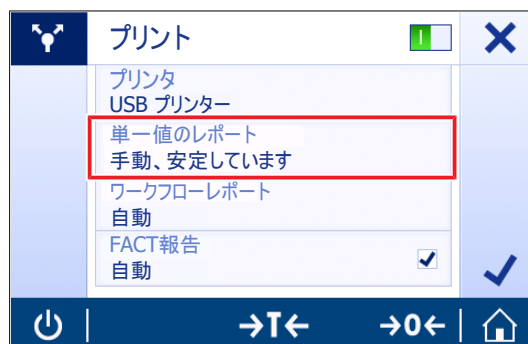 プリント
プリンタ
USB プリンター
単一値のレポート
手動、安定しています
ワークフローレポート
自動
FACT報告
自動
→T← →0←